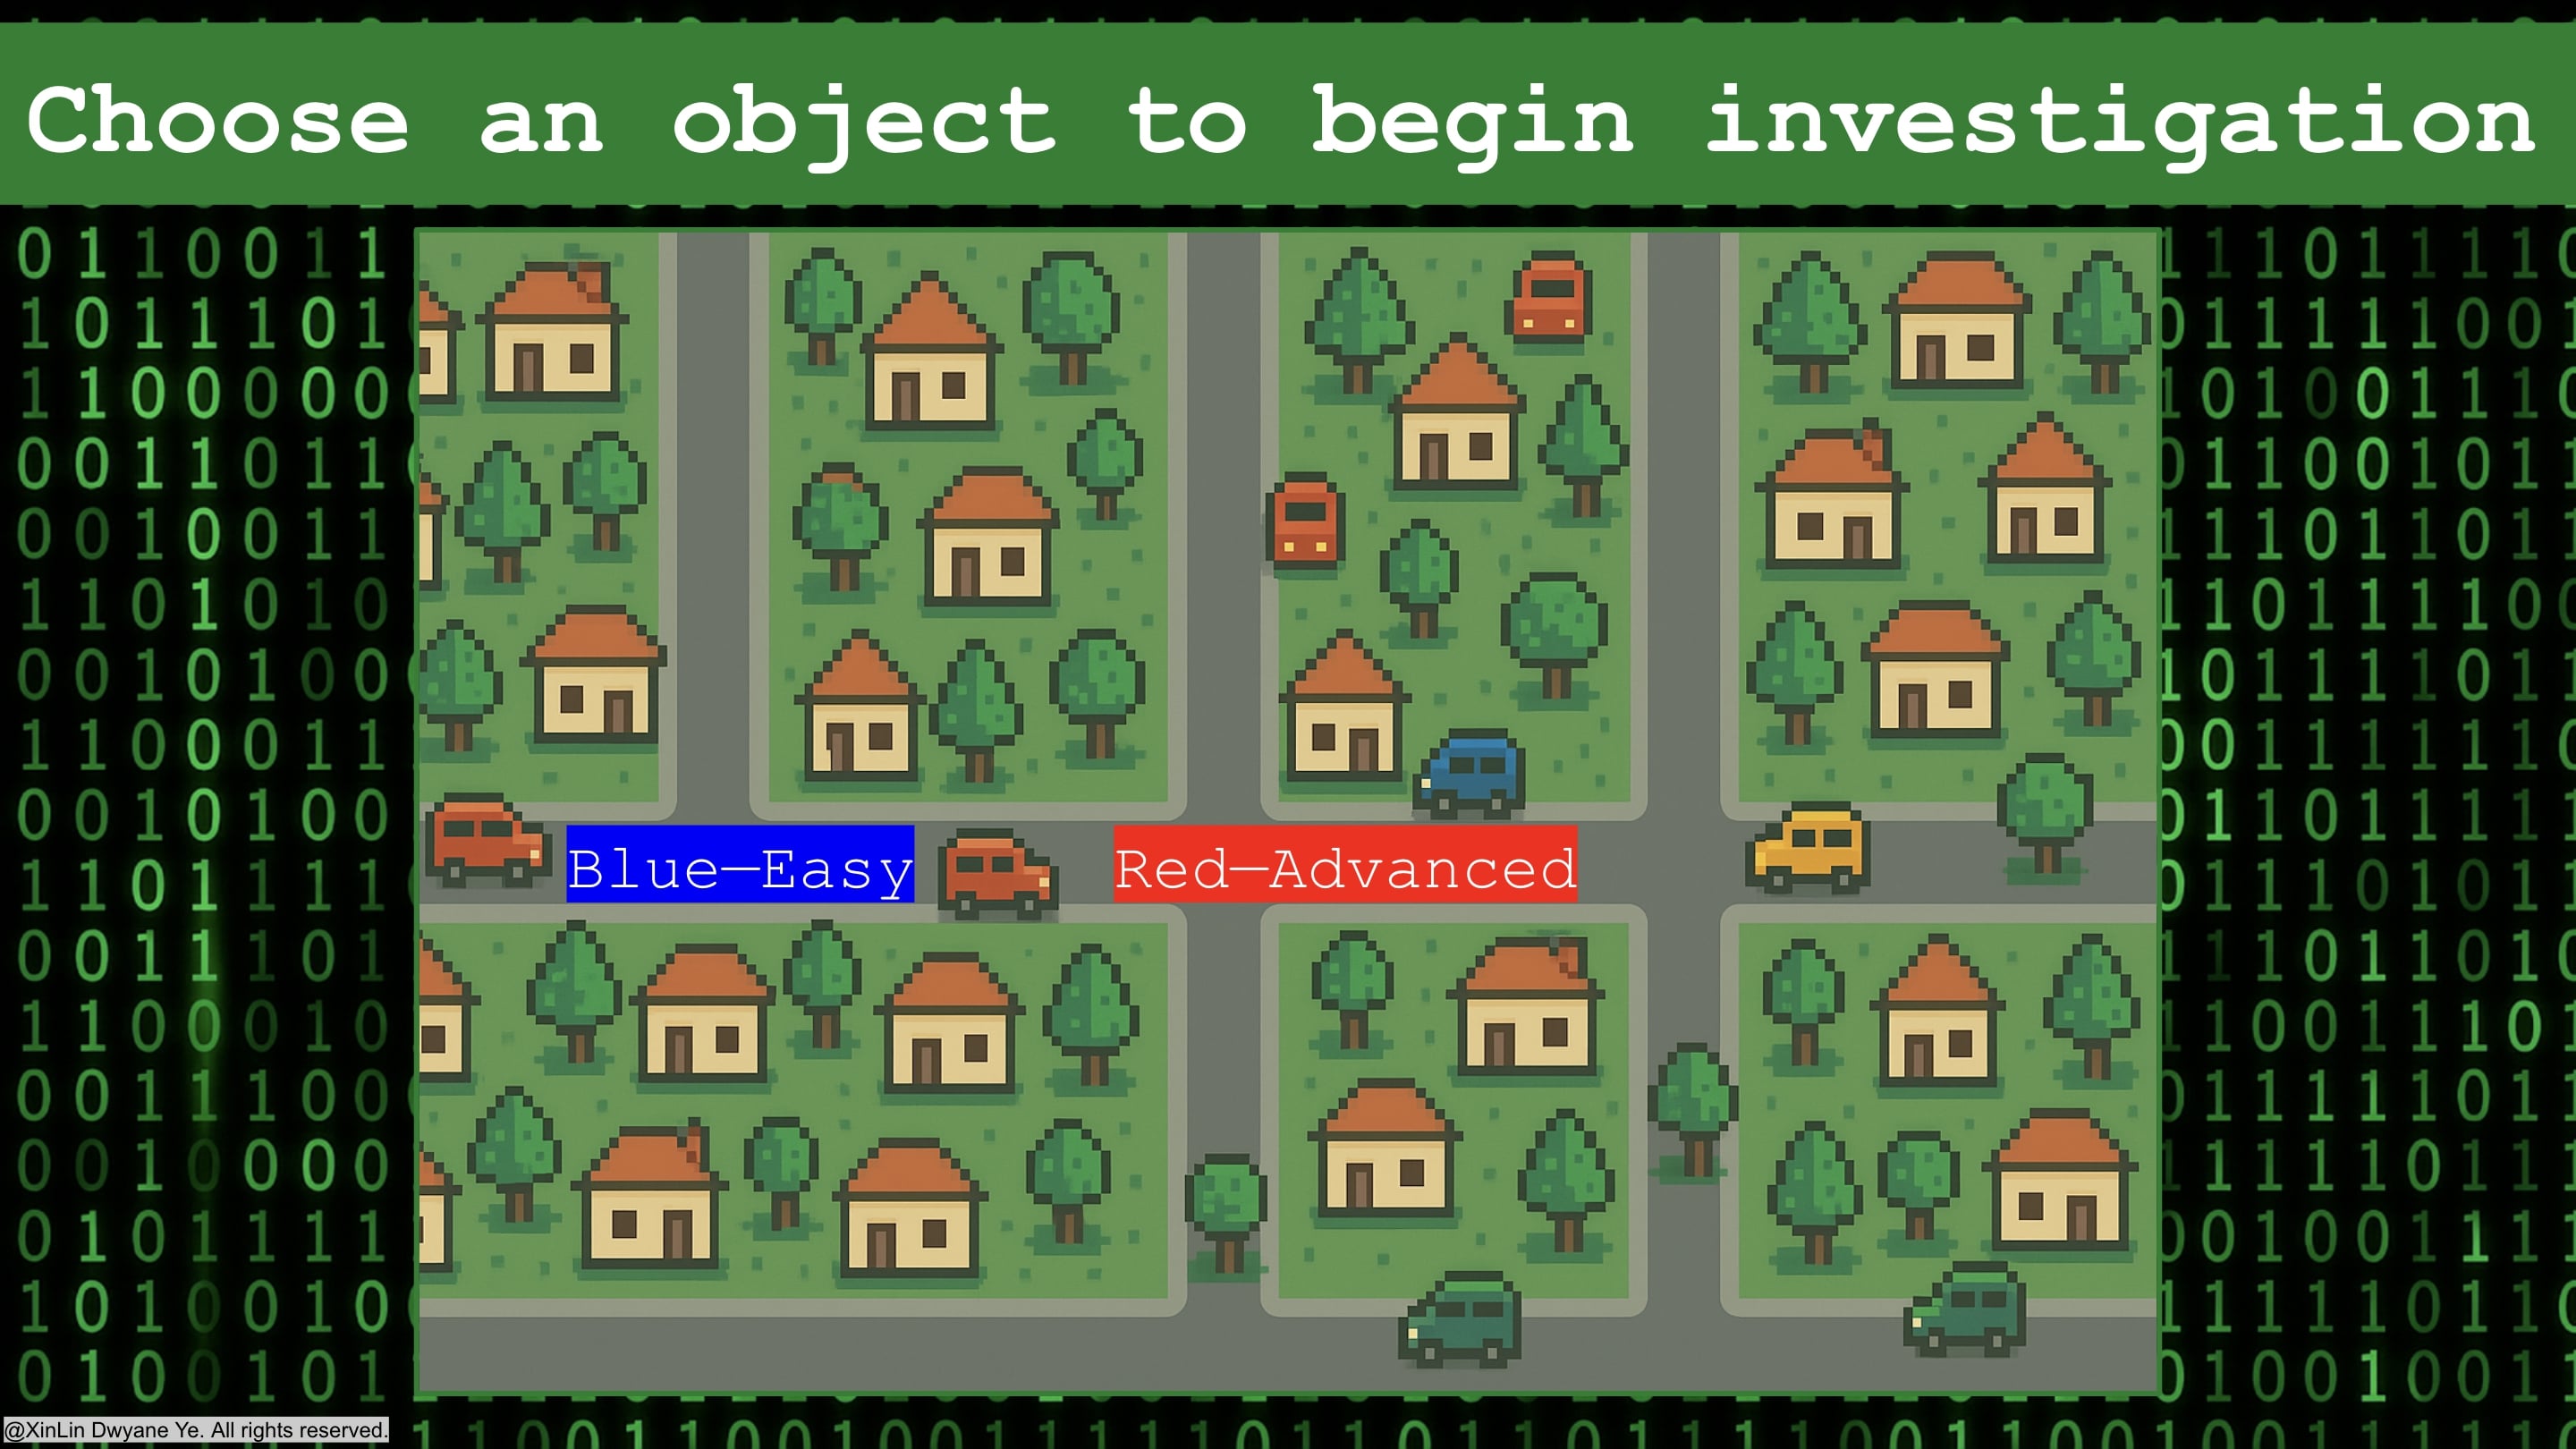 Choose an object to begin investigation
Blue—Easy
Red—Advanced
@XinLin Dwyane Ye. All rights reserved.